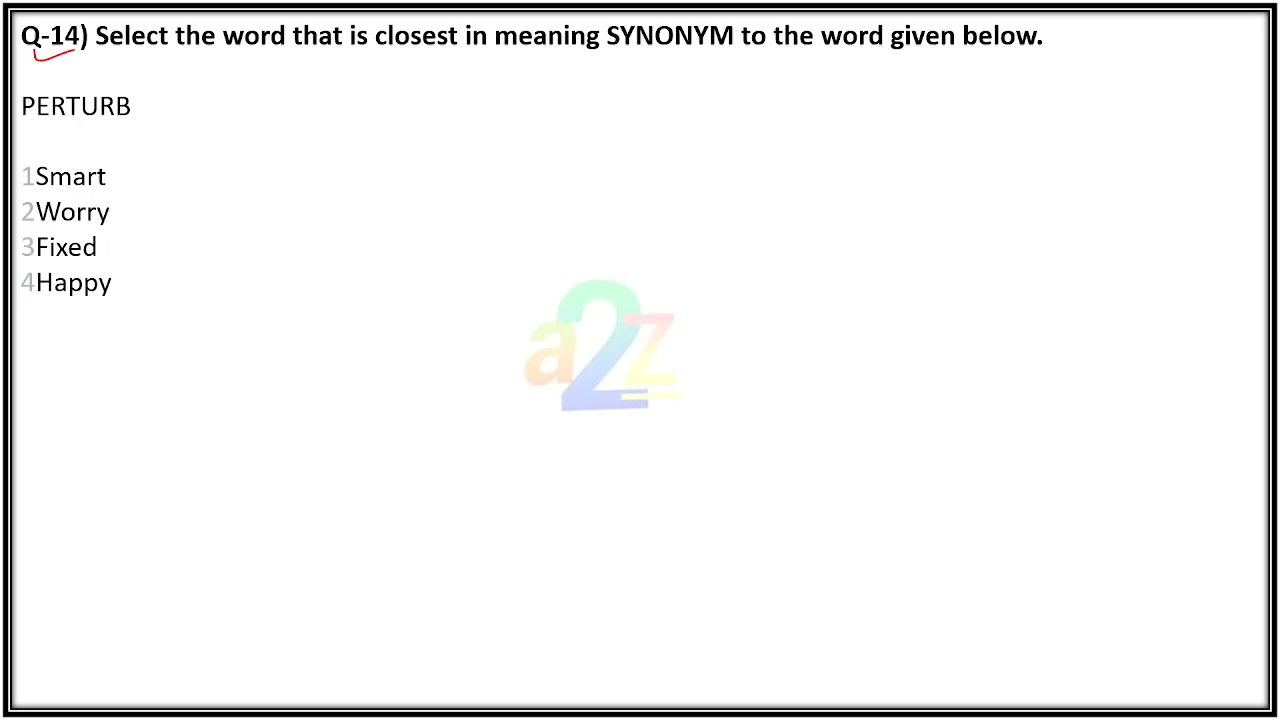 Q-14) Select the word that is closest in meaning SYNONYM to the word given below.
PERTURB
1Smart
2Worry
3Fixed
4Happy
a2z